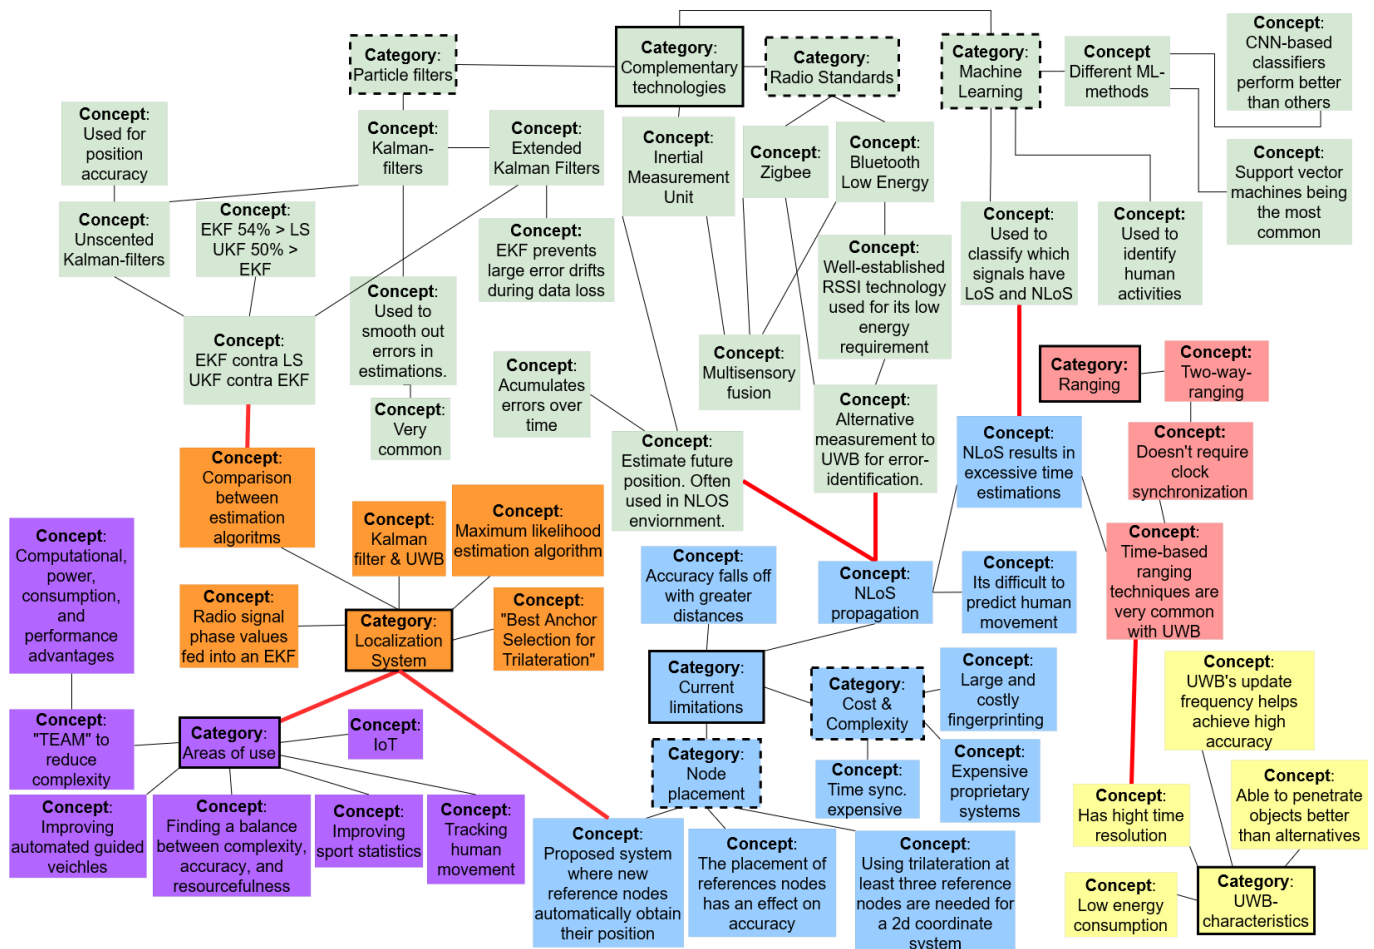 Category:
Particle filters
Category:
Complementary
technologies
Category:
Radio Standards
Category:
Machine
Learning
Concept
Different ML-
methods
Concept:
CNN-based
classifiers
perform better
than others
Concept:
Used for
position
accuracy
Concept:
Kalman-
filters
Concept:
Extended
Kalman Filters
Concept:
Inertial
Measurement
Unit
Concept:
Zigbee
Concept:
Bluetooth
Low Energy
Concept:
Support vector
machines being
the most
common
Concept:
Unscented
Kalman-filters
Concept:
EKF 54% > LS
UKF 50% >
EKF
Concept:
EKF prevents
large error drifts
during data loss
Concept:
Well-established
RSSI technology
used for its low
energy
requirement
Concept:
Used to
classify which
signals have
LoS and NLoS
Concept:
Used to
identify
human
activities
Concept:
EKF contra LS
UKF contra EKF
Concept:
Used to
smooth out
errors in
estimations.
Concept:
Acumulates
errors over
time
Concept:
Multisensory
fusion
Category:
Ranging
Concept:
Two-way-
ranging
Concept:
Very
common
Concept:
Estimate future
position. Often
used in NLOS
enviornment.
Concept:
Alternative
measurement to
UWB for error-
identification.
Concept:
NLoS results in
excessive time
estimations
Concept:
Doesn't require
clock
synchronization
Concept:
Comparison
between
estimation
algoritms
Concept:
Kalman
filter & UWB
Concept:
Maximum likelihood
estimation algorithm
Concept:
Computational,
power,
consumption,
and
performance
advantages
Concept:
Radio signal
phase values
fed into an EKF
Category:
Localization
System
Concept:
"Best Anchor
Selection for
Trilateration"
Concept:
Accuracy falls off
with greater
distances
Concept:
NLoS
propagation
Concept:
Its difficult to
predict human
movement
Concept:
Time-based
ranging
techniques are
very common
with UWB
Category:
Current
limitations
Category:
Cost &
Complexity
Concept:
Large and
costly
fingerprinting
Concept:
UWB's update
frequency helps
achieve high
accuracy
Concept:
"TEAM" to
reduce
complexity
Category:
Areas of use
Concept:
IoT
Category:
Node
placement
Concept:
Time sync.
expensive
Concept:
Expensive
proprietary
systems
Concept:
Has hight time
resolution
Concept:
Able to penetrate
objects better
than alternatives
Concept:
Improving
automated guided
veichles
Concept:
Finding a balance
between complexity,
accuracy, and
resourcefulness
Concept:
Improving
sport statistics
Concept:
Tracking
human
movement
Concept:
Proposed system
where new
reference nodes
automatically obtain
their position
Concept:
The placement of
references nodes
has an effect on
accuracy
Concept:
Using trilateration at
least three reference
nodes are needed for
a 2d coordinate
system
Concept:
Low energy
consumption
Category:
UWB-
characteristics